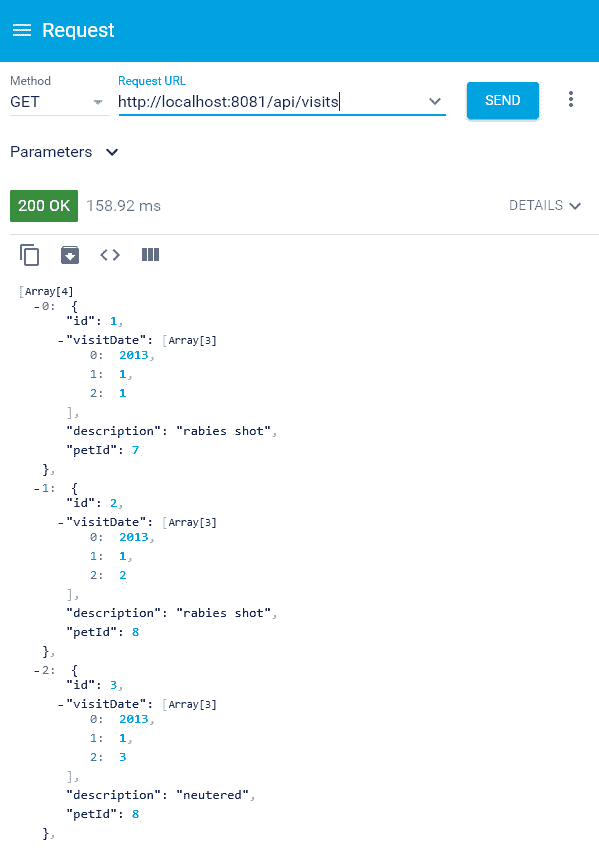 Request
Method
Request URL
GET
http://localhost:8081/api/visits
SEND
Parameters
200 OK
158.92 ms
DETAILS
[Array[4]
-0: {
"id": 1,
-"visitDate": [Array[3]
0: 2013,
1: 1,
2: 1
],
"description": "rabies shot",
"petId": 7
},
-1: {
"id": 2,
-"visitDate": [Array[3]
0: 2013,
1: 1,
2: 2
],
"description": "rabies shot",
"petId": 8
},
-2: {
"id": 3,
-"visitDate": [Array[3]
0: 2013,
1: 1,
2: 3
],
"description": "neutered",
"petId": 8
},